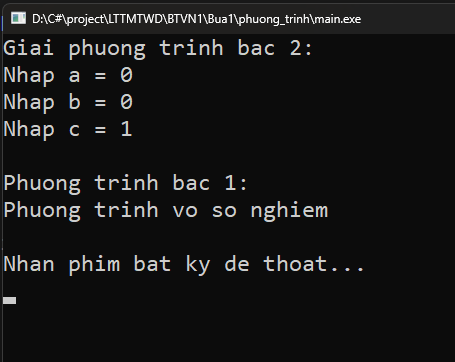 D:\C#\project\LTTMTWD\BTVN1\Bua1\phuong_trinh\main.exe
Giai phuong trinh bac 2:
Nhap a = 0
Nhap b = 0
Nhap c = 1
Phuong trinh bac 1:
Phuong trinh vo so nghiem
Nhan phim bat ky de thoat...